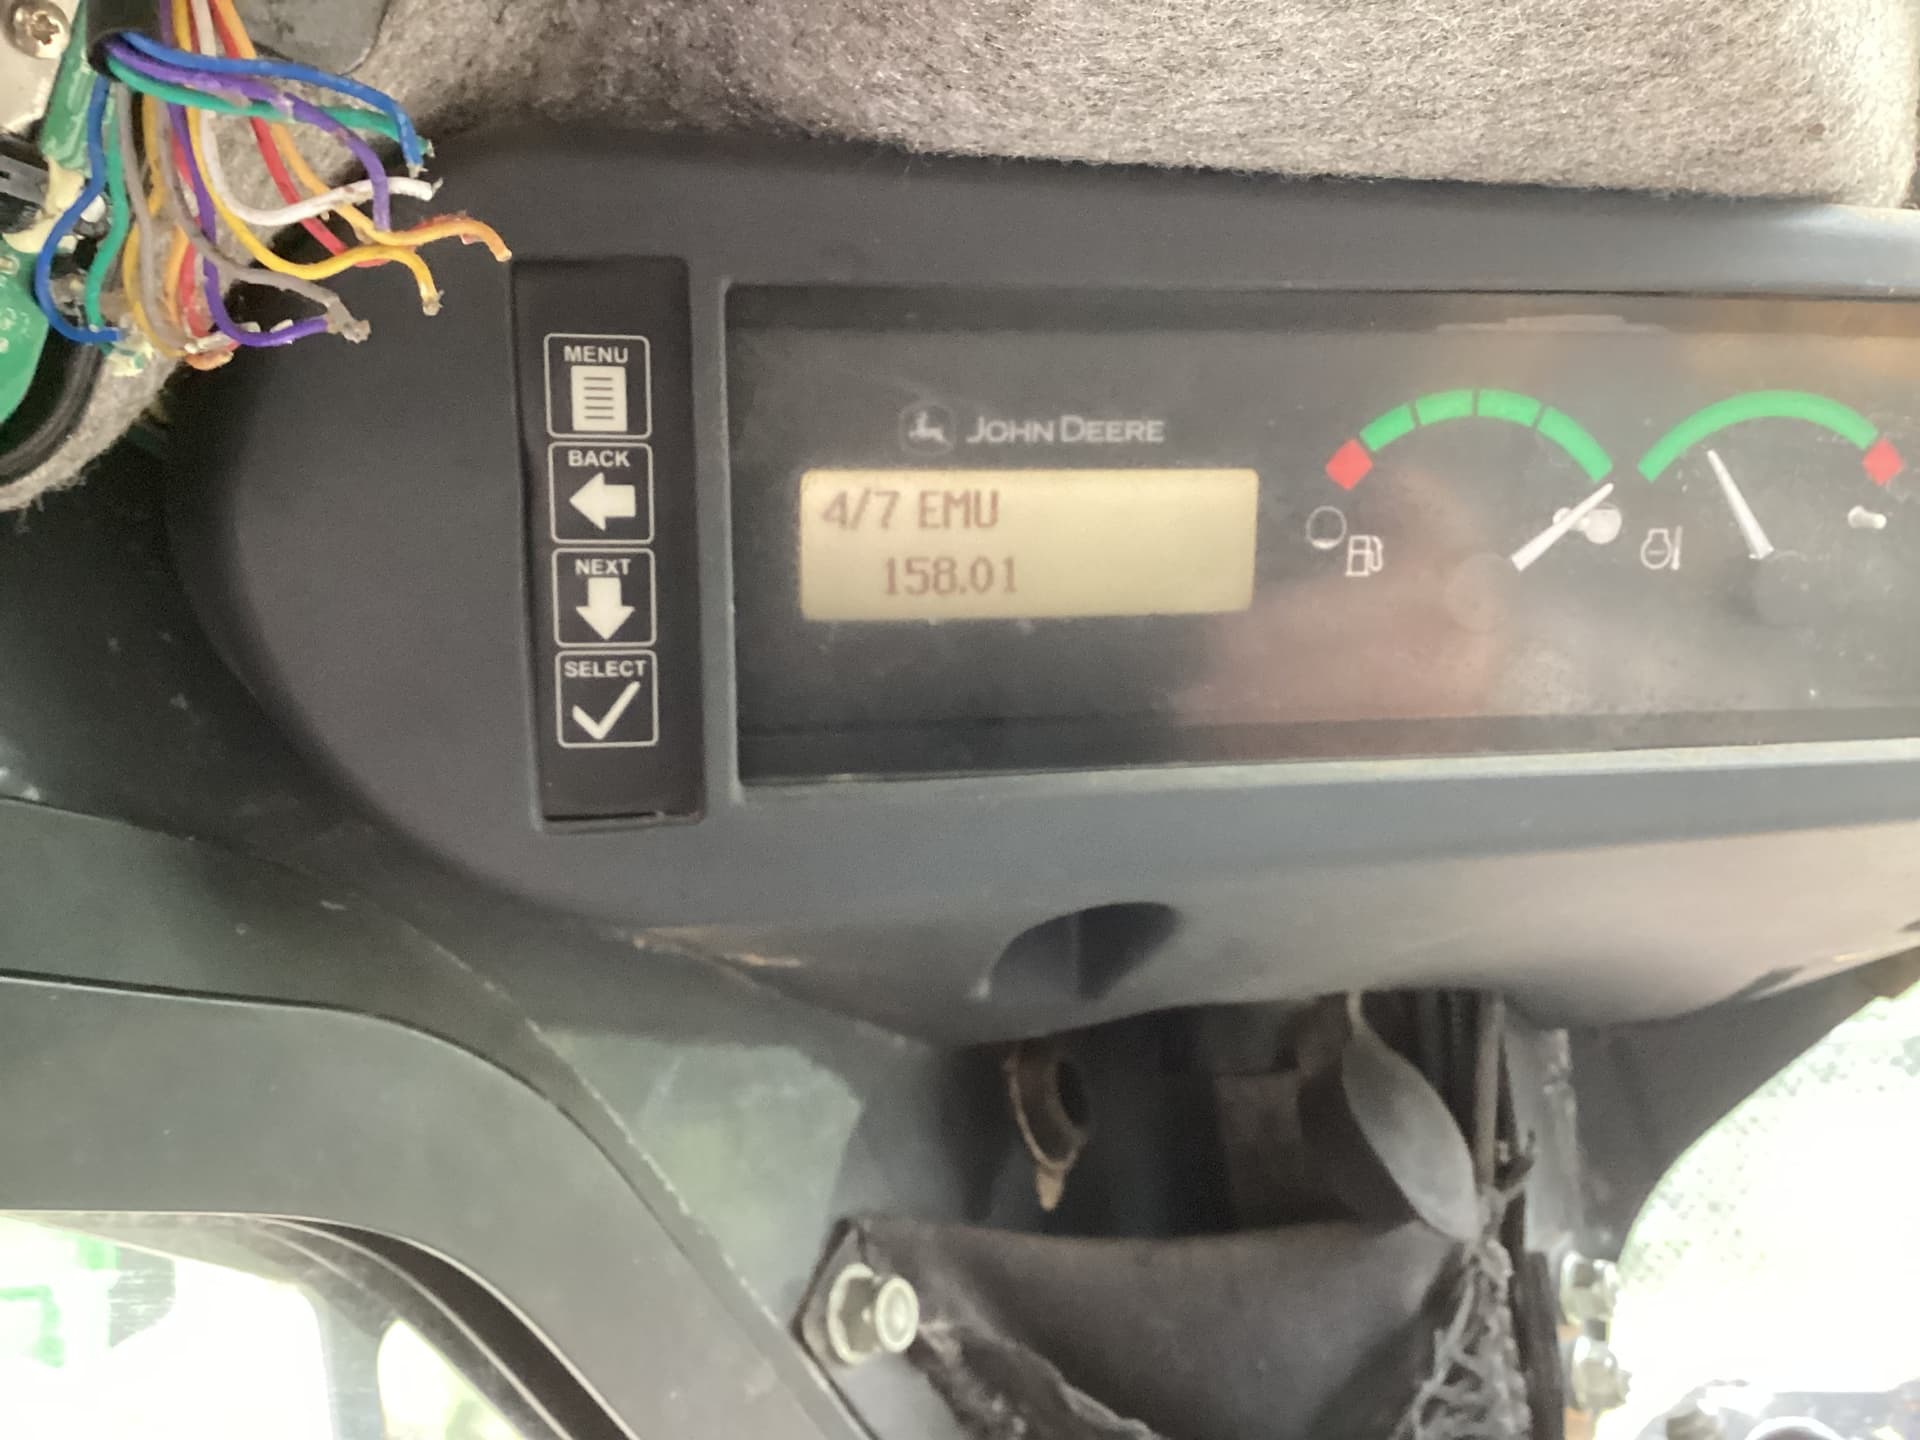 MENU
BACK
NEXT
SELECT
JOHN DEERE
4/7 EMU
158.01